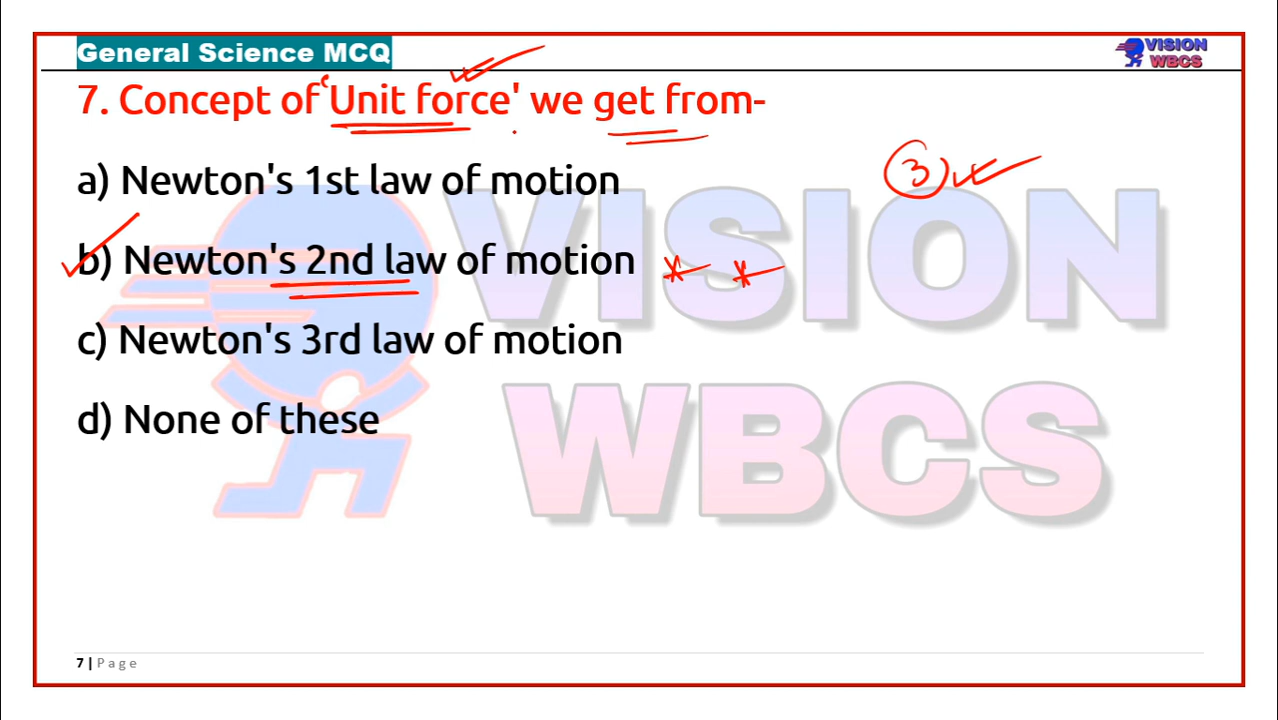 General Science MCQ
VISION
WBCS
7. Concept of 'Unit force' we get from-
a) Newton's 1st law of motion
3
b) Newton's 2nd law of motion
c) Newton's 3rd law of motion
d) None of these
VISION
WBCS
7 | Page